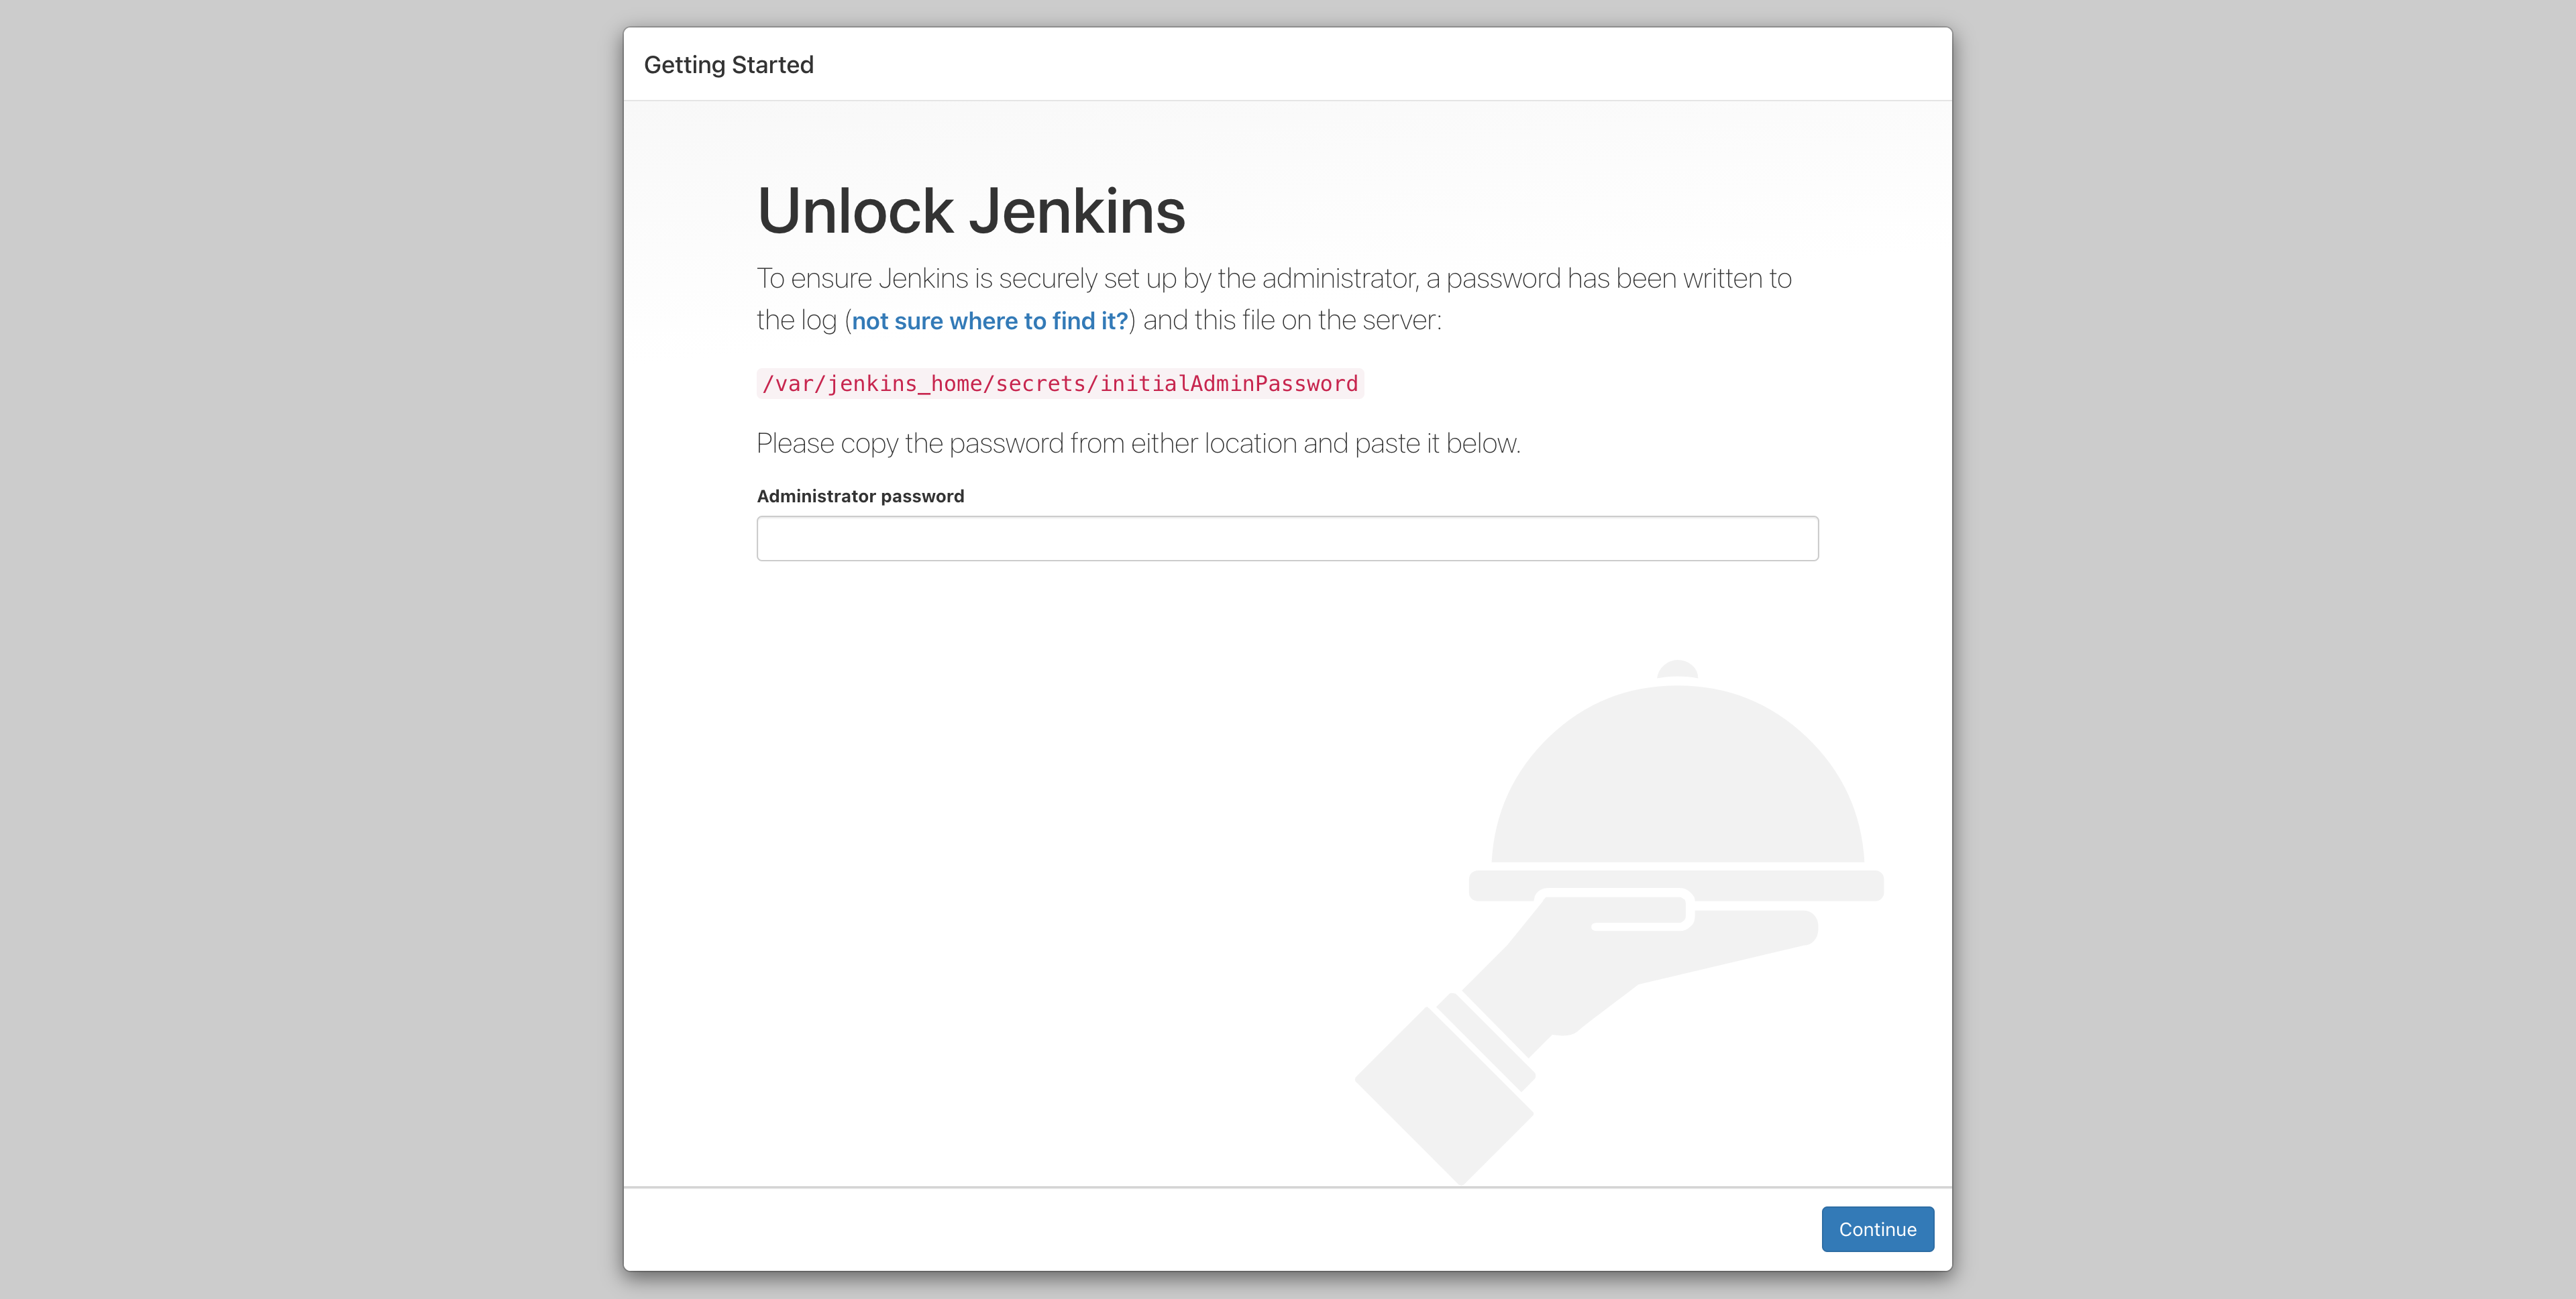 Getting Started
Unlock Jenkins
To ensure Jenkins is securely set up by the administrator, a password has been written to
the log (not sure where to find it?) and this file on the server:
/var/jenkins_home/secrets/initialAdminPassword
Please copy the password from either location and paste it below.
Administrator password
Continue